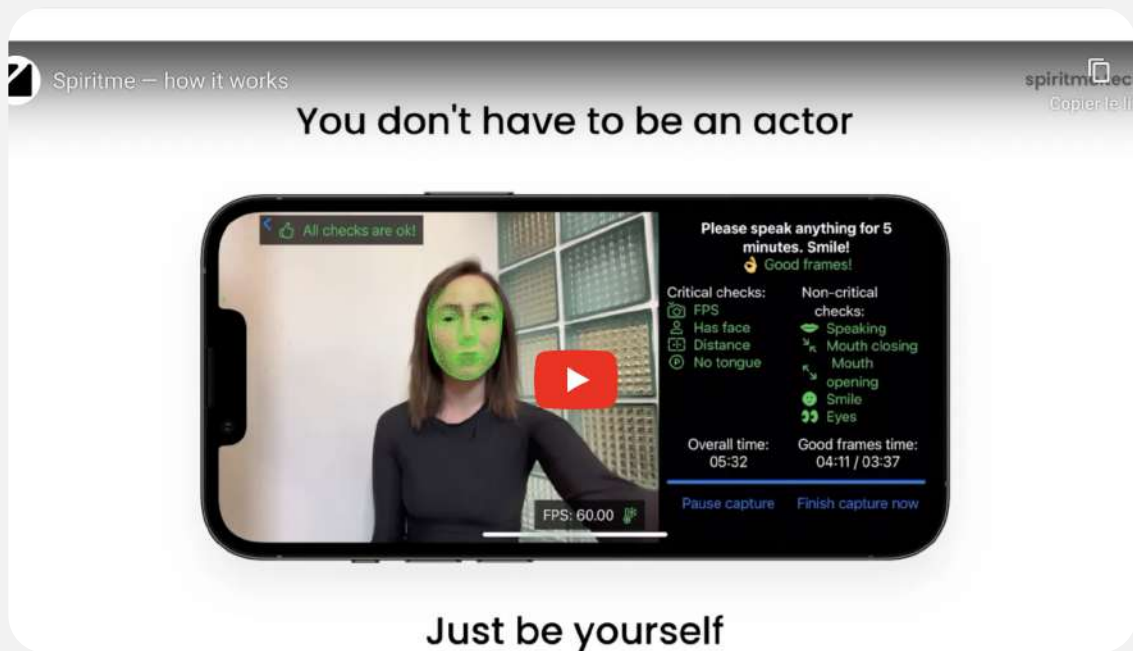 Spiritme — how it works
You don't have to be an actor
All checks are ok!
Please speak anything for 5
minutes. Smile!
Good frames!
Critical checks:
FPS
Has face
Distance
No tongue
Non-critical
checks:
Speaking
Mouth closing
Mouth
opening
Smile
Eyes
Overall time:
05:32
Good frames time:
04:11 / 03:37
Pause capture
Finish capture now
FPS: 60.00
Just be yourself